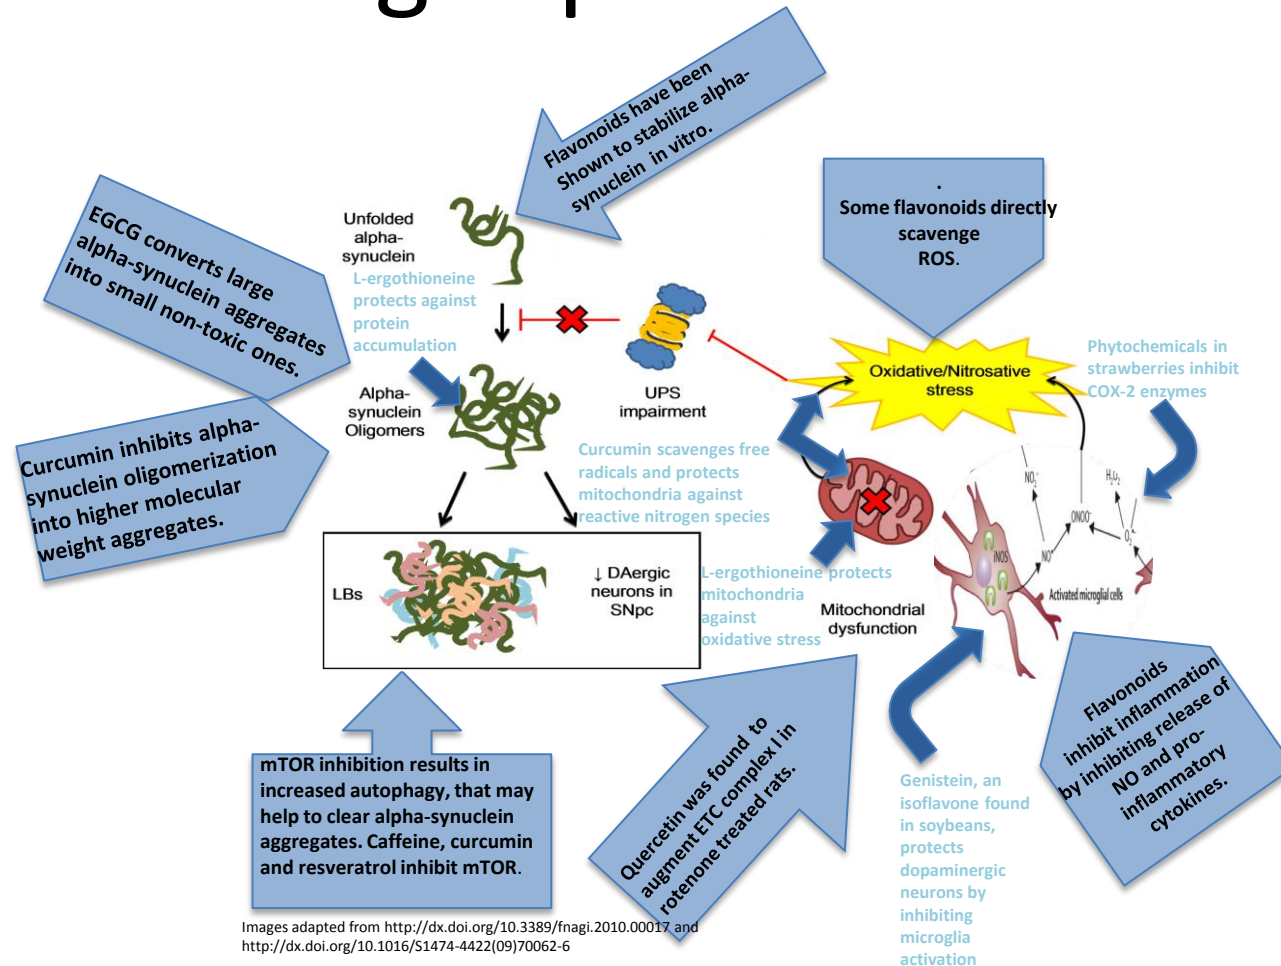 Flavonoids have been
Shown to stabilize alpha-
synuclein in vitro.
.
Some flavonoids directly
scavenge
ROS.
EGCG converts large
alpha-synuclein aggregates
into small non-toxic ones.
Unfolded
alpha-
synuclein
L-ergothioneine
protects against
protein
accumulation
Oxidative/Nitrosative
stress
Phytochemicals in
strawberries inhibit
COX-2 enzymes
UPS
impairment
Alpha-
synuclein
Oligomers
Curcumin inhibits alpha-
synuclein oligomerization
into higher molecular
weight aggregates.
Curcumin scavenges free
radicals and protects
mitochondria against
reactive nitrogen species
NO₂⁻
H₂O₂
ONOO⁻
O₂⁻
iNOS
NO•
Activated microglial cells
LBs
↓ DAergic
neurons in
SNpc
L-ergothioneine protects
mitochondria
against
oxidative stress
Mitochondrial
dysfunction
Flavonoids
inhibit inflammation
by inhibiting release of
NO and pro-
inflammatory
cytokines.
mTOR inhibition results in
increased autophagy, that may
help to clear alpha-synuclein
aggregates. Caffeine, curcumin
and resveratrol inhibit mTOR.
Quercetin was found to
augment ETC complex I in
rotenone treated rats.
Genistein, an
isoflavone found
in soybeans,
protects
dopaminergic
neurons by
inhibiting
microglia
activation
Images adapted from http://dx.doi.org/10.3389/fnagi.2010.00017 and
http://dx.doi.org/10.1016/S1474-4422(09)70062-6